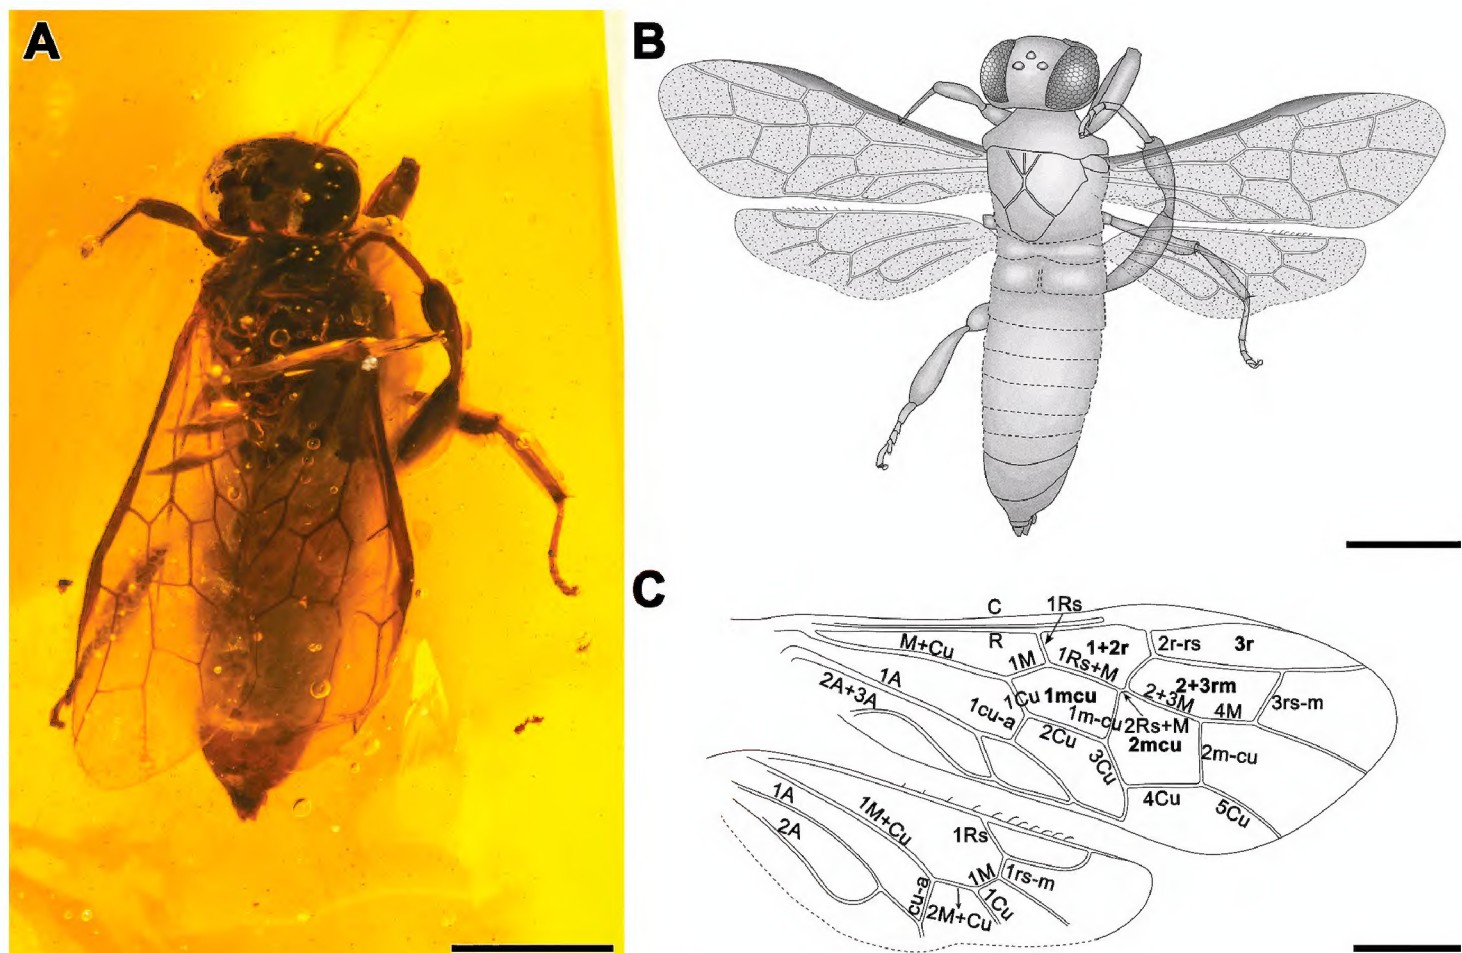 A
B
C
C
1Rs
R
M+Cu
1M
1Rs+M
1+2r
2r-rs
3r
1A
2A+3A
1cu-a
1Cu
1mcu
1m-cu
2+3rm
2+3M
4M
3rs-m
2Rs+M
2mcu
2m-cu
2Cu
3Cu
4Cu
5Cu
1A
2A
1M+Cu
1Rs
1M
1rs-m
cu-a
2M+Cu
1Cu